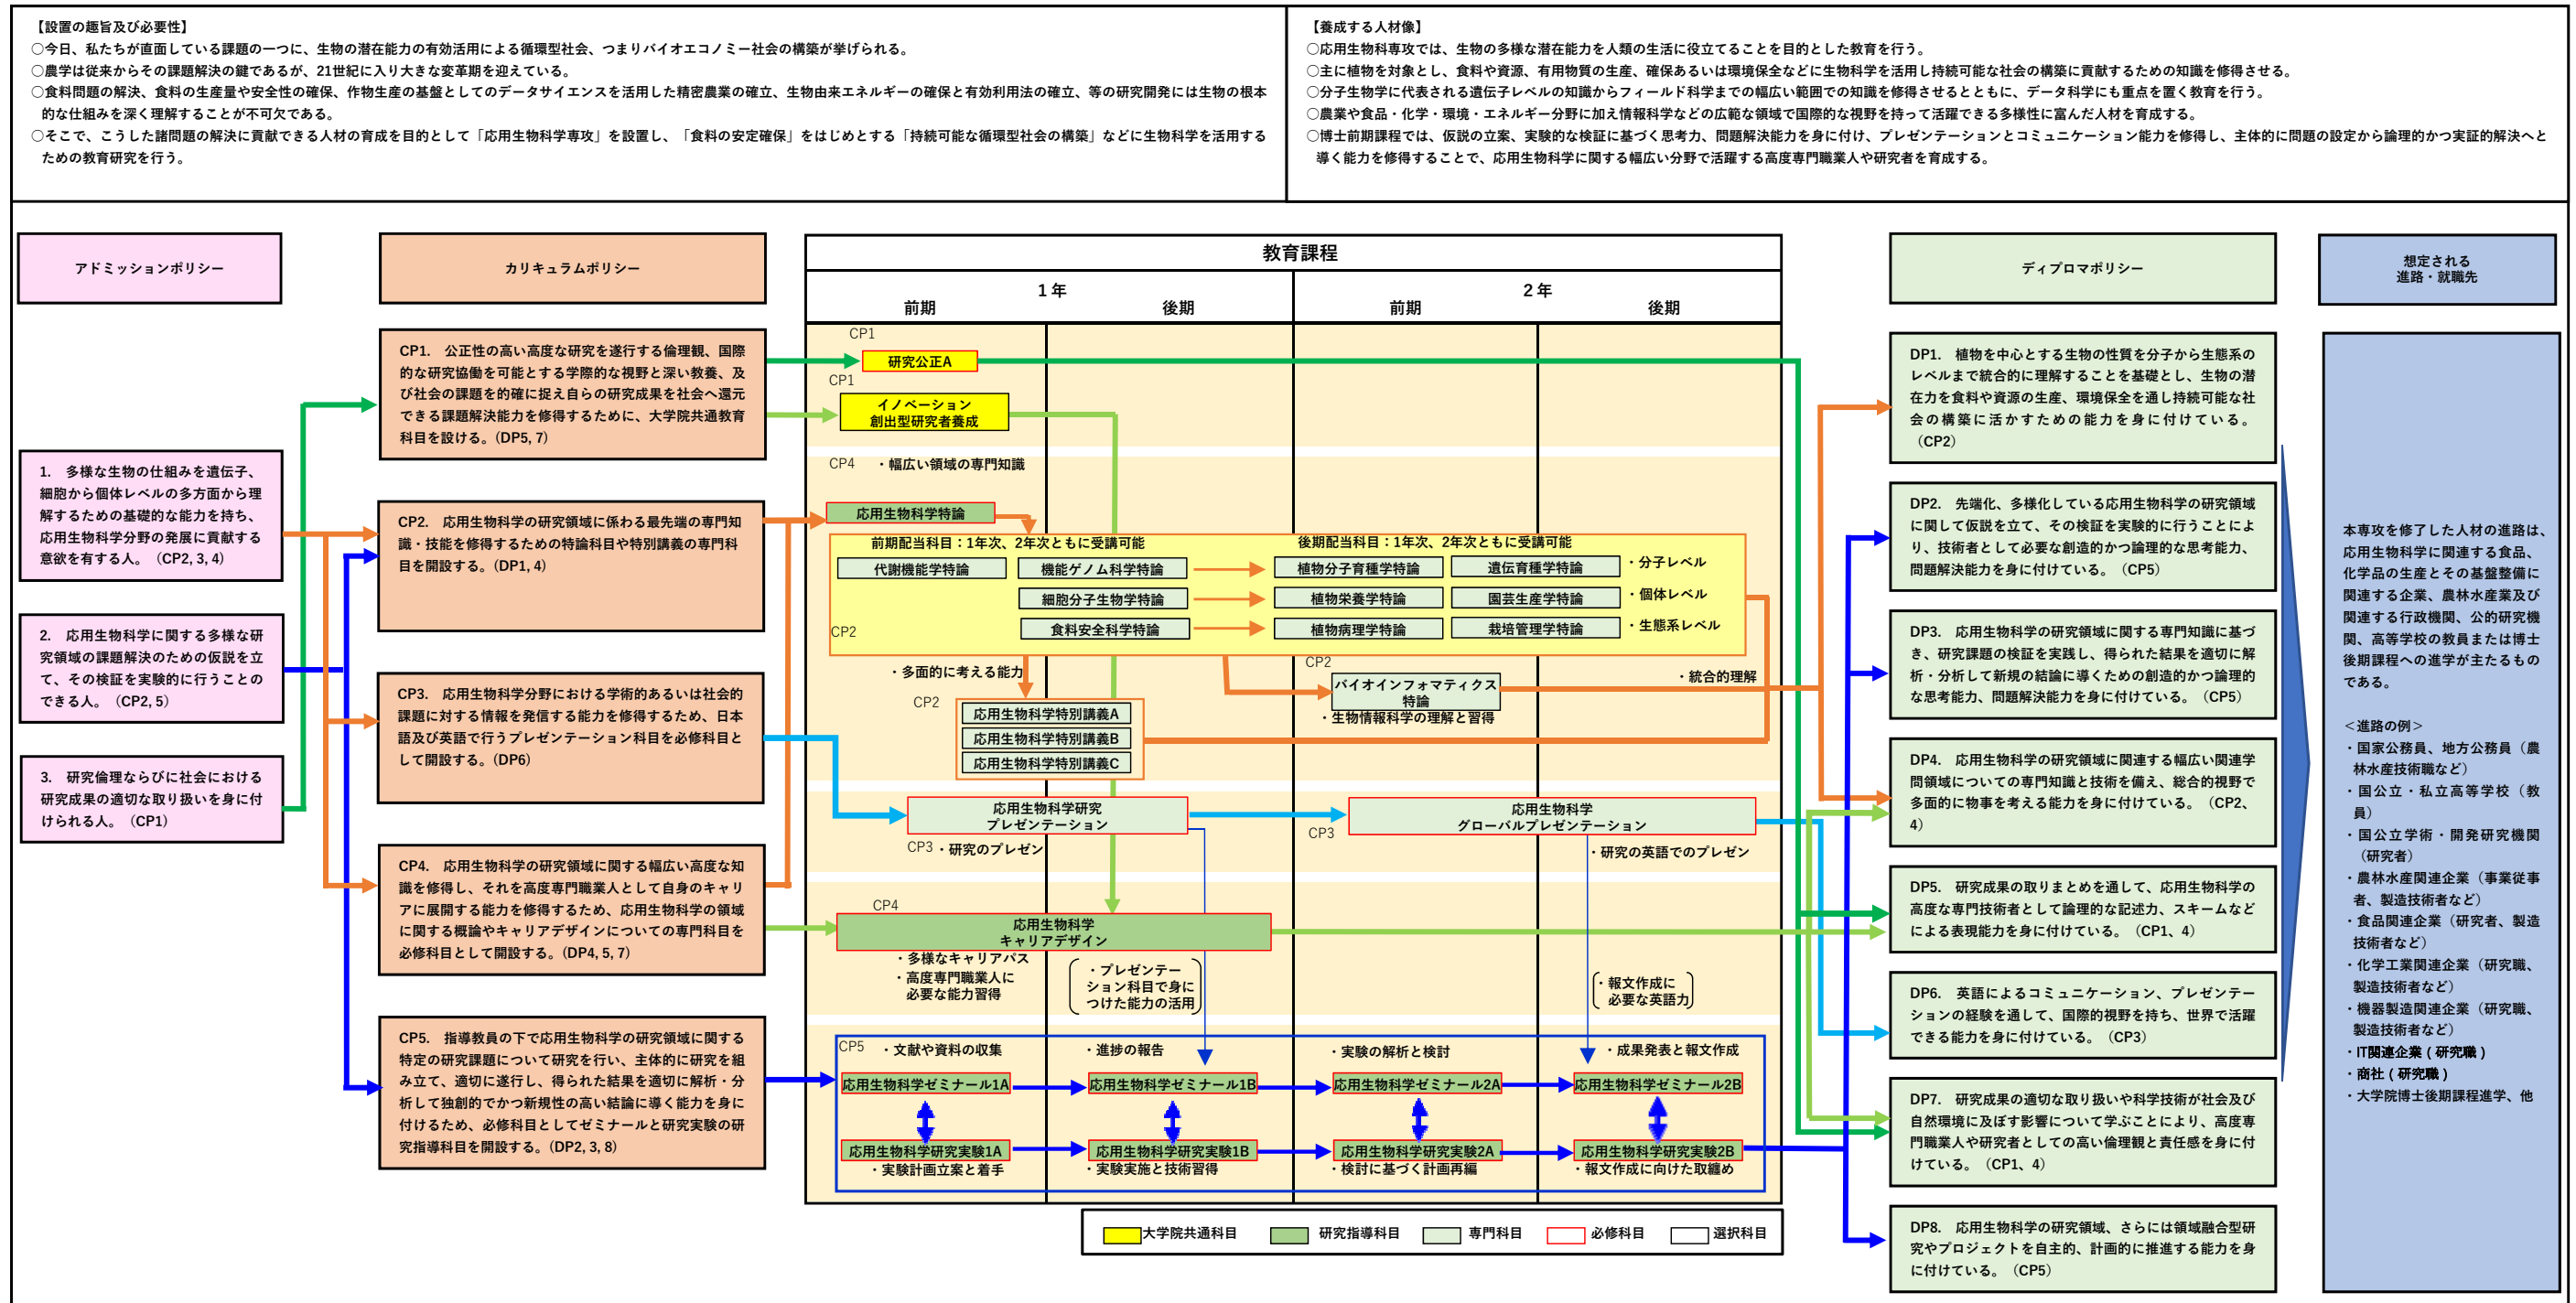 【設置の趣旨及び必要性】
○今日、私たちが直面している課題の一つに、生物の潜在能力の有効活用による循環型社会、つまりバイオエコノミー社会の構築が挙げられる。
○農学は従来からその課題解決の鍵であるが、21世紀に入り大きな変革期を迎えている。
○食料問題の解決、食料の生産量や安全性の確保、作物生産の基盤としてのデータサイエンスを活用した精密農業の確立、生物由来エネルギーの確保と有効利用法の確立、等の研究開発には生物の根本
的な仕組みを深く理解することが不可欠である。
○そこで、こうした諸問題の解決に貢献できる人材の育成を目的として「応用生物科学専攻」を設置し、「食料の安定確保」をはじめとする「持続可能な循環型社会の構築」などに生物科学を活用する
ための教育研究を行う。
【養成する人材像】
○応用生物科専攻では、生物の多様な潜在能力を人類の生活に役立てることを目的とした教育を行う。
○主に植物を対象とし、食料や資源、有用物質の生産、確保あるいは環境保全などに生物科学を活用し持続可能な社会の構築に貢献するための知識を修得させる。
○分子生物学に代表される遺伝子レベルの知識からフィールド科学までの幅広い範囲での知識を修得させるとともに、データ科学にも重点を置く教育を行う。
○農業や食品・化学・環境・エネルギー分野に加え情報科学などの広範な領域で国際的な視野を持って活躍できる多様性に富んだ人材を育成する。
○博士前期課程では、仮説の立案、実験的な検証に基づく思考力、問題解決能力を身に付け、プレゼンテーションとコミュニケーション能力を修得し、主体的に問題の設定から論理的かつ実証的解決へと
導く能力を修得することで、応用生物科学に関する幅広い分野で活躍する高度専門職業人や研究者を育成する。
アドミッションポリシー
1. 多様な生物の仕組みを遺伝子、
細胞から個体レベルの多方面から理
解するための基礎的な能力を持ち、
応用生物科学分野の発展に貢献する
意欲を有する人。（CP2, 3, 4）
2. 応用生物科学に関する多様な研
究領域の課題解決のための仮説を立
て、その検証を実験的に行うことの
できる人。（CP2, 5）
3. 研究倫理ならびに社会における
研究成果の適切な取り扱いを身に付
けられる人。（CP1）
カリキュラムポリシー
CP1. 公正性の高い高度な研究を遂行する倫理観、国際
的な研究協働を可能とする学際的な視野と深い教養、及
び社会の課題を的確に捉え自らの研究成果を社会へ還元
できる課題解決能力を修得するために、大学院共通教育
科目を設ける。（DP5, 7）
CP2. 応用生物科学の研究領域に係わる最先端の専門知
識・技能を修得するための特論科目や特別講義の専門科
目を開設する。（DP1, 4）
CP3. 応用生物科学分野における学術的あるいは社会的
課題に対する情報を発信する能力を修得するため、日本
語及び英語で行うプレゼンテーション科目を必修科目と
して開設する。（DP6）
CP4. 応用生物科学の研究領域に関する幅広い高度な知
識を修得し、それを高度専門職業人として自身のキャリ
アに展開する能力を修得するため、応用生物科学の領域
に関する概論やキャリアデザインについての専門科目を
必修科目として開設する。（DP4, 5, 7）
CP5. 指導教員の下で応用生物科学の研究領域に関する
特定の研究課題について研究を行い、主体的に研究を組
み立て、適切に遂行し、得られた結果を適切に解析・分
析して独創的でかつ新規性の高い結論に導く能力を身に
付けるため、必修科目としてゼミナールと研究実験の研
究指導科目を開設する。（DP2, 3, 8）
教育課程
1年
2年
前期
後期
前期
後期
CP1
研究公正A
CP1
イノベーション
創出型研究者養成
CP4 ・幅広い領域の専門知識
応用生物科学特論
前期配当科目：1年次、2年次ともに受講可能
後期配当科目：1年次、2年次ともに受講可能
代謝機能学特論
機能ゲノム科学特論
植物分子育種学特論
遺伝育種学特論
・分子レベル
細胞分子生物学特論
植物栄養学特論
園芸生産学特論
・個体レベル
CP2
食料安全科学特論
植物病理学特論
栽培管理学特論
・生態系レベル
・多面的に考える能力
CP2
バイオインフォマティクス
特論
・生物情報科学の理解と習得
・統合的理解
CP2
応用生物科学特別講義A
応用生物科学特別講義B
応用生物科学特別講義C
応用生物科学研究
プレゼンテーション
CP3 ・研究のプレゼン
CP3
応用生物科学
グローバルプレゼンテーション
・研究の英語でのプレゼン
CP4
応用生物科学
キャリアデザイン
・多様なキャリアパス
・高度専門職業人に
必要な能力習得
・プレゼンテー
ション科目で身に
つけた能力の活用
・報文作成に
必要な英語力
CP5
・文献や資料の収集
・進捗の報告
・実験の解析と検討
・成果発表と報文作成
応用生物科学ゼミナール1A
応用生物科学ゼミナール1B
応用生物科学ゼミナール2A
応用生物科学ゼミナール2B
応用生物科学研究実験1A
応用生物科学研究実験1B
応用生物科学研究実験2A
応用生物科学研究実験2B
・実験計画立案と着手
・実験実施と技術習得
・検討に基づく計画再編
・報文作成に向けた取纏め
大学院共通科目
研究指導科目
専門科目
必修科目
選択科目
ディプロマポリシー
DP1. 植物を中心とする生物の性質を分子から生態系の
レベルまで統合的に理解することを基礎とし、生物の潜
在力を食料や資源の生産、環境保全を通し持続可能な社
会の構築に活かすための能力を身に付けている。
（CP2）
DP2. 先端化、多様化している応用生物科学の研究領域
に関して仮説を立て、その検証を実験的に行うことによ
り、技術者として必要な創造的かつ論理的な思考能力、
問題解決能力を身に付けている。（CP5）
DP3. 応用生物科学の研究領域に関する専門知識に基づ
き、研究課題の検証を実践し、得られた結果を適切に解
析・分析して新規の結論に導くための創造的かつ論理的
な思考能力、問題解決能力を身に付けている。（CP5）
DP4. 応用生物科学の研究領域に関連する幅広い関連学
問領域についての専門知識と技術を備え、総合的視野で
多面的に物事を考える能力を身に付けている。（CP2、
4）
DP5. 研究成果の取りまとめを通して、応用生物科学の
高度な専門技術者として論理的な記述力、スキームなど
による表現能力を身に付けている。（CP1、4）
DP6. 英語によるコミュニケーション、プレゼンテー
ションの経験を通して、国際的視野を持ち、世界で活躍
できる能力を身に付けている。（CP3）
DP7. 研究成果の適切な取り扱いや科学技術が社会及び
自然環境に及ぼす影響について学ぶことにより、高度専
門職業人や研究者としての高い倫理観と責任感を身に付
けている。（CP1、4）
DP8. 応用生物科学の研究領域、さらには領域融合型研
究やプロジェクトを自主的、計画的に推進する能力を身
に付けている。（CP5）
想定される
進路・就職先
本専攻を修了した人材の進路は、
応用生物科学に関連する食品、
化学品の生産とその基盤整備に
関連する企業、農林水産業及び
関連する行政機関、公的研究機
関、高等学校の教員または博士
後期課程への進学が主たるもの
である。
＜進路の例＞
・国家公務員、地方公務員（農
林水産技術職など）
・国公立・私立高等学校（教
員）
・国公立学術・開発研究機関
（研究者）
・農林水産関連企業（事業従事
者、製造技術者など）
・食品関連企業（研究者、製造
技術者など）
・化学工業関連企業（研究職、
製造技術者など）
・機器製造関連企業（研究職、
製造技術者など）
・IT関連企業（研究職）
・商社（研究職）
・大学院博士後期課程進学、他